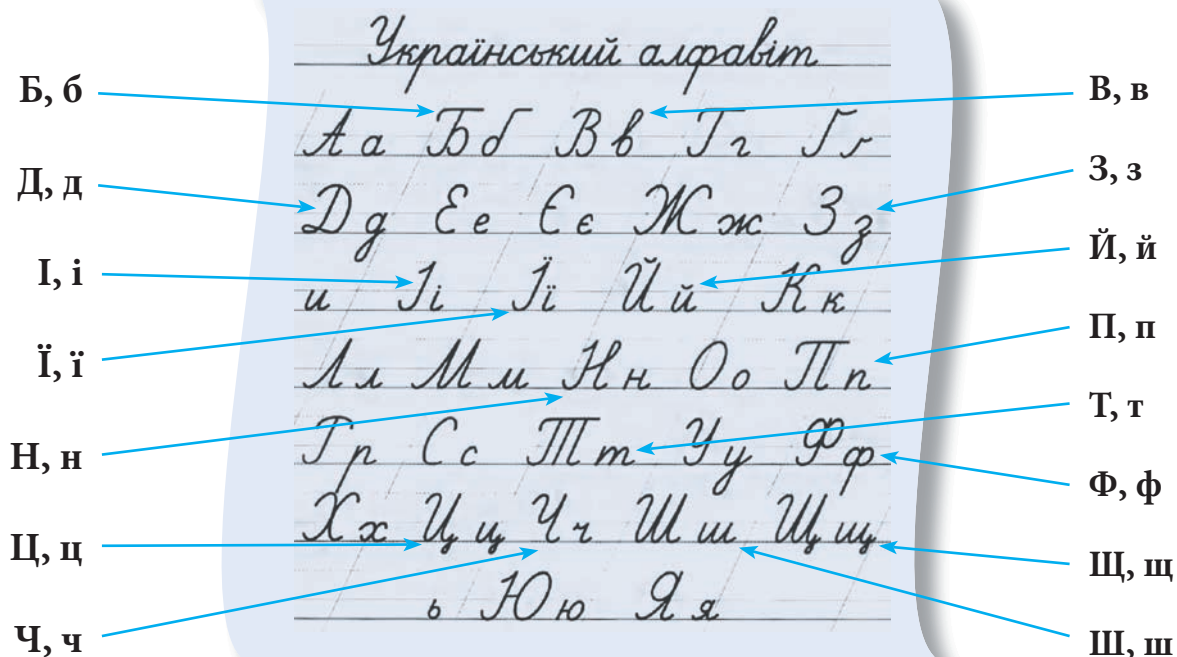 Український алфавіт
Б, б
В, в
Аа Бб Вв Гг Ґґ
Д, д
З, з
Дд Ее Єє Жж Зз
І, і
Й, й
и Іі Її Йй Кк
Ї, ї
П, п
Лл Мм Нн Оо Пп
Н, н
Т, т
Рр Сс Тт Уу Фф
Ф, ф
Хх Цц Чч Шш Щщ
Ц, ц
Щ, щ
ь Юю Яя
Ч, ч
Ш, ш